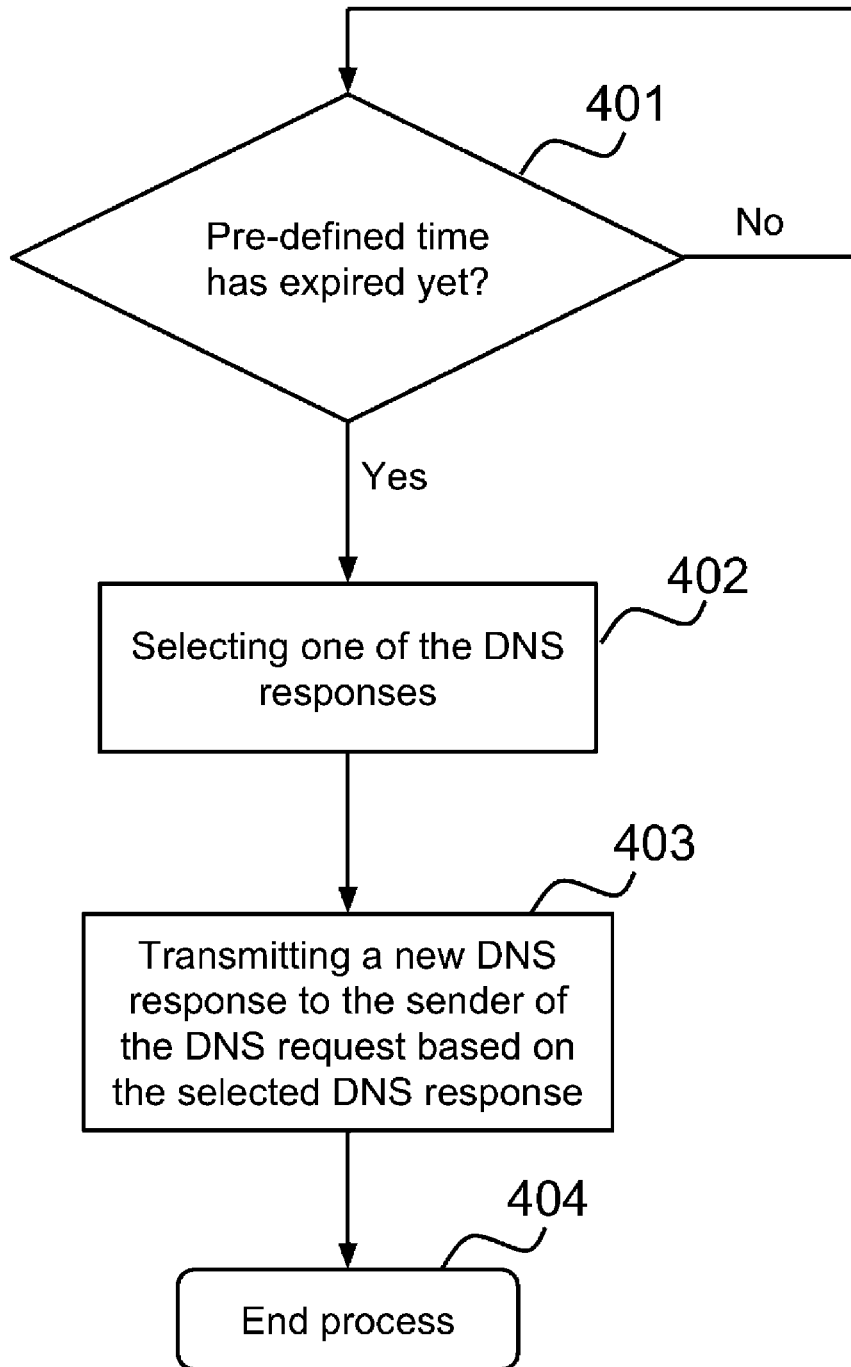 401
Pre-defined time
has expired yet?
No
Yes
402
Selecting one of the DNS
responses
403
Transmitting a new DNS
response to the sender of
the DNS request based on
the selected DNS response
404
End process